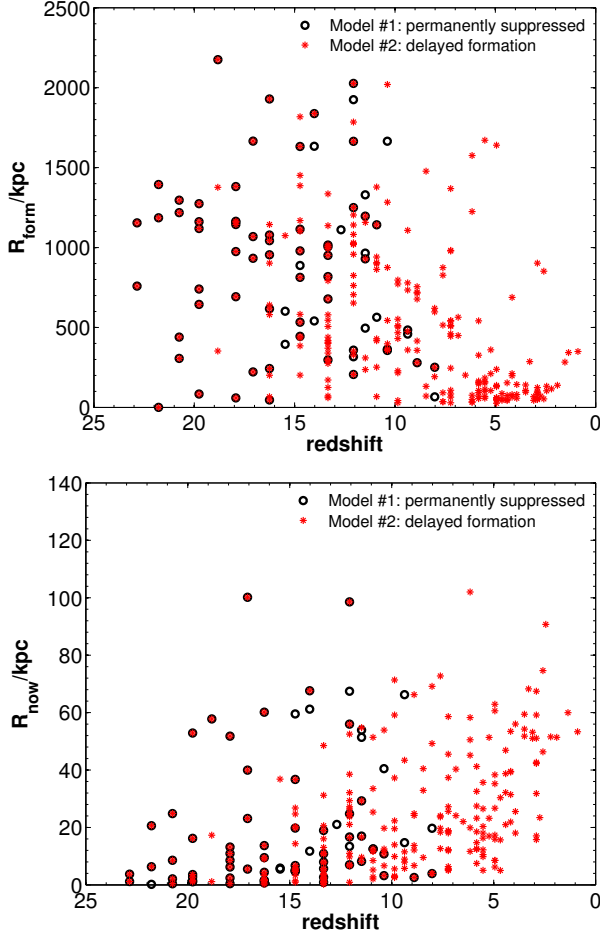 2500
2000
1500
1000
500
0
R_form/kpc
Model #1: permanently suppressed
Model #2: delayed formation
25 20 15 10 5 0
redshift
140
120
100
80
60
40
20
0
R_now/kpc
Model #1: permanently suppressed
Model #2: delayed formation
25 20 15 10 5 0
redshift